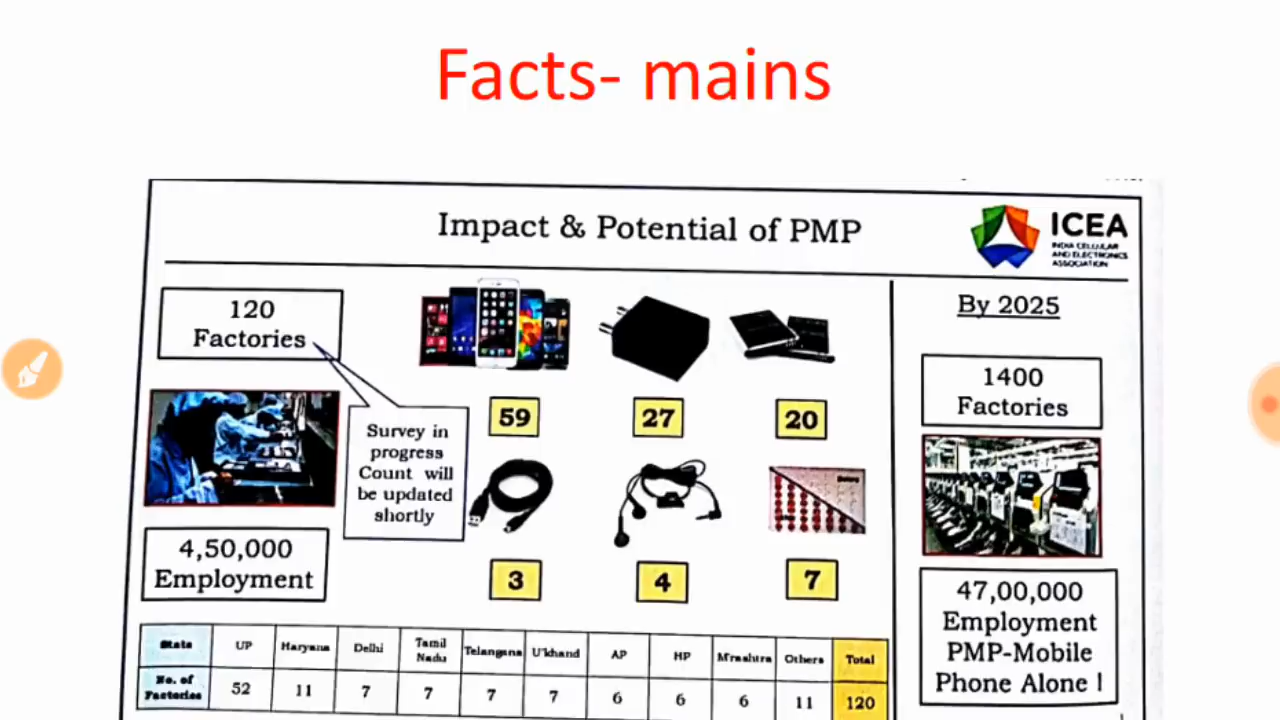 Facts- mains
Impact & Potential of PMP
ICEA
INDIA CELLULAR
AND ELECTRONICS
ASSOCIATION
120
Factories
Survey in
progress
Count will
be updated
shortly
4,50,000
Employment
59 27 20
3 4 7
By 2025
1400
Factories
47,00,000
Employment
PMP-Mobile
Phone Alone !
State UP Haryana Delhi Tamil Nadu Telangana U'khand AP HP M'rashtra Others Total
No. of Factories 52 11 7 7 7 7 6 6 6 11 120